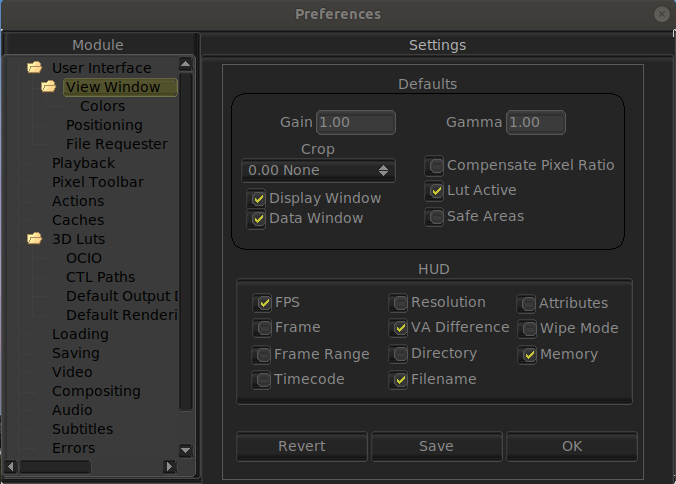 Preferences
Module
Settings
User Interface
View Window
Colors
Positioning
File Requester
Playback
Pixel Toolbar
Actions
Caches
3D Luts
OCIO
CTL Paths
Default Output D
Default Renderi
Loading
Saving
Video
Compositing
Audio
Subtitles
Errors
Defaults
Gain 1.00
Gamma 1.00
Crop
0.00 None
Compensate Pixel Ratio
Display Window
Lut Active
Data Window
Safe Areas
HUD
FPS
Resolution
Attributes
Frame
VA Difference
Wipe Mode
Frame Range
Directory
Memory
Timecode
Filename
Revert
Save
OK